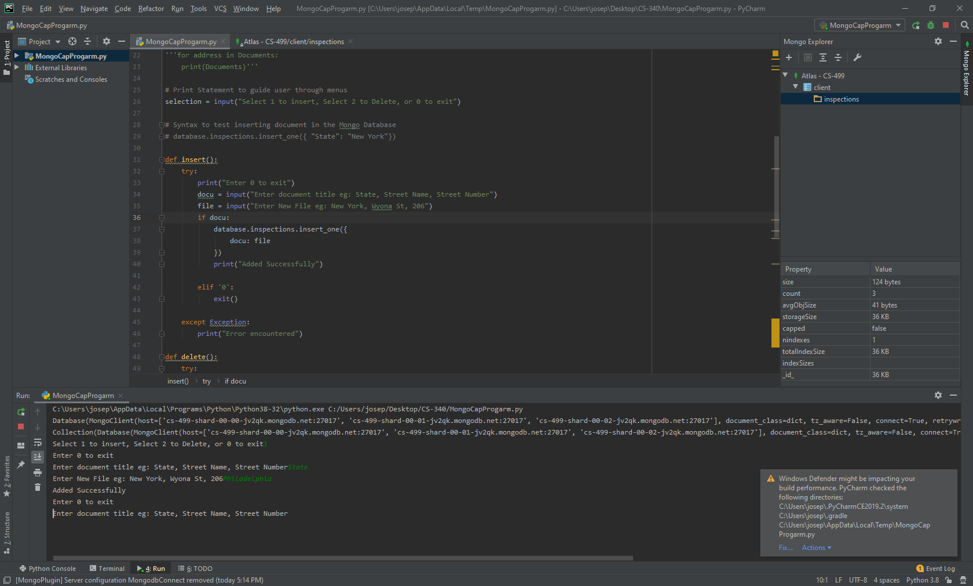 File Edit View Navigate Code Refactor Run Tools VCS Window Help MongoCapProgarm.py [C:\Users\josep\AppData\Local\Temp\MongoCapProgarm.py] - C:\Users\josep\Desktop\CS-340\MongoCapProgarm.py - PyCharm
MongoCapProgarm.py
MongoCapProgarm
Project
MongoCapProgarm.py
Atlas - CS-499/client/inspections
Mongo Explorer
1: Project
MongoCapProgarm.py
External Libraries
Scratches and Consoles
22 '''for address in Documents:
23 print(Documents)'''
24
25 # Print Statement to guide user through menus
26 selection = input("Select 1 to insert, Select 2 to Delete, or 0 to exit")
27
28 # Syntax to test inserting document in the Mongo Database
29 # database.inspections.insert_one({ "State": "New York"})
30
31 def insert():
32 try:
33 print("Enter 0 to exit")
34 docu = input("Enter document title eg: State, Street Name, Street Number")
35 file = input("Enter New File eg: New York, Wyona St, 206")
36 if docu:
37 database.inspections.insert_one({
38 docu: file
39 })
40 print("Added Successfully")
41
42 elif '0':
43 exit()
44
45 except Exception:
46 print("Error encountered")
47
48 def delete():
49 try:
insert() try if docu
Atlas - CS-499
client
inspections
Mongo Explorer
Property Value
size 124 bytes
count 3
avgObjSize 41 bytes
storageSize 36 KB
capped false
nindexes 1
totalIndexSize 36 KB
indexSizes
_id_ 36 KB
Run: MongoCapProgarm
C:\Users\josep\AppData\Local\Programs\Python\Python38-32\python.exe C:/Users/josep/Desktop/CS-340/MongoCapProgarm.py
Database(MongoClient(host=['cs-499-shard-00-00-jv2qk.mongodb.net:27017', 'cs-499-shard-00-01-jv2qk.mongodb.net:27017', 'cs-499-shard-00-02-jv2qk.mongodb.net:27017'], document_class=dict, tz_aware=False, connect=True, retrywr
Collection(Database(MongoClient(host=['cs-499-shard-00-00-jv2qk.mongodb.net:27017', 'cs-499-shard-00-01-jv2qk.mongodb.net:27017', 'cs-499-shard-00-02-jv2qk.mongodb.net:27017'], document_class=dict, tz_aware=False, connect=Tr
Select 1 to insert, Select 2 to Delete, or 0 to exit
Enter 0 to exit
Enter document title eg: State, Street Name, Street NumberState
Enter New File eg: New York, Wyona St, 206Philadelphia
Added Successfully
Enter 0 to exit
Enter document title eg: State, Street Name, Street Number
2: Favorites
7: Structure
Windows Defender might be impacting your
build performance. PyCharm checked the
following directories:
C:\Users\josep\.PyCharmCE2019.2\system
C:\Users\josep\.gradle
C:\Users\josep\AppData\Local\Temp\MongoCap
Progarm.py
Fix... Actions
Python Console Terminal 4: Run 6: TODO Event Log
[MongoPlugin] Server configuration MongodbConnect removed (today 5:14 PM) 10:1 LF UTF-8 4 spaces Python 3.8